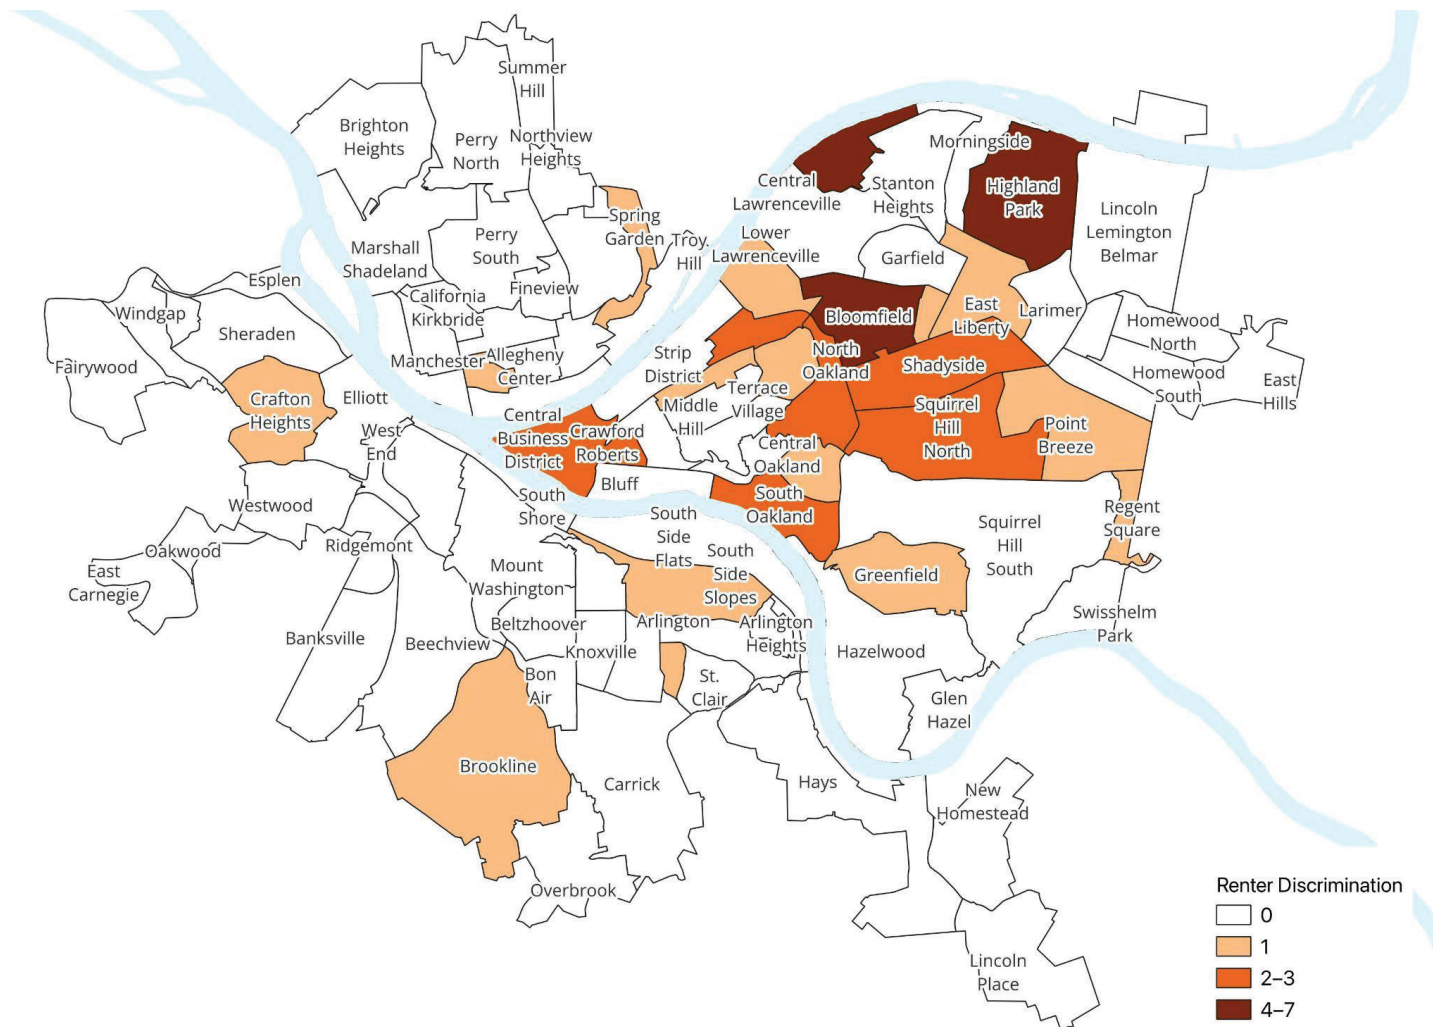 Summer
Hill
Brighton
Heights
Perry
North
Northview
Heights
Morningside
Central
Lawrenceville
Stanton
Heights
Highland
Park
Lincoln
Lemington
Belmar
Spring
Garden
Troy
Hill
Lower
Lawrenceville
Marshall
Shadeland
Perry
South
Garfield
Esplen
Fineview
California
Kirkbride
Windgap
Sheraden
Bloomfield
East
Liberty
Larimer
Homewood
North
Fairywood
Manchester
Allegheny
Center
Strip
District
North
Oakland
Shadyside
Homewood
South
East
Hills
Crafton
Heights
Elliott
Terrace
Village
Middle
Hill
Squirrel
Hill
North
Point
Breeze
Central
Business
District
Crawford
Roberts
West
End
Central
Oakland
Bluff
South
Oakland
Westwood
South
Shore
South
Side
Flats
Regent
Square
Squirrel
Hill
South
Oakwood
Ridgemont
South
Side
Slopes
East
Carnegie
Mount
Washington
Greenfield
Swisshelm
Park
Banksville
Beechview
Beltzhoover
Knoxville
Arlington
Arlington
Heights
Hazelwood
Bon
Air
St.
Clair
Glen
Hazel
Brookline
Carrick
Hays
New
Homestead
Overbrook
Lincoln
Place
Renter Discrimination
0
1
2–3
4–7